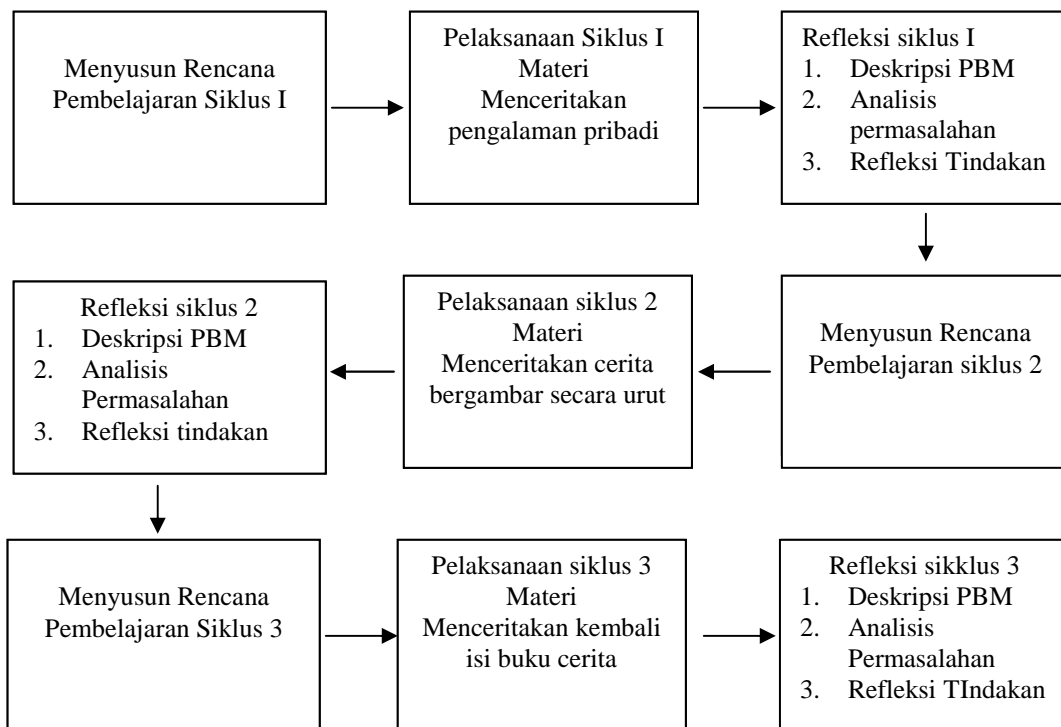 Menyusun Rencana
Pembelajaran Siklus I
Pelaksanaan Siklus I
Materi
Menceritakan
pengalaman pribadi
Refleksi siklus I
1. Deskripsi PBM
2. Analisis
permasalahan
3. Refleksi Tindakan
Menyusun Rencana
Pembelajaran siklus 2
Pelaksanaan siklus 2
Materi
Menceritakan cerita
bergambar secara urut
Refleksi siklus 2
1. Deskripsi PBM
2. Analisis
Permasalahan
3. Refleksi tindakan
Menyusun Rencana
Pembelajaran Siklus 3
Pelaksanaan siklus 3
Materi
Menceritakan kembali
isi buku cerita
Refleksi sikklus 3
1. Deskripsi PBM
2. Analisis
Permasalahan
3. Refleksi TIndakan